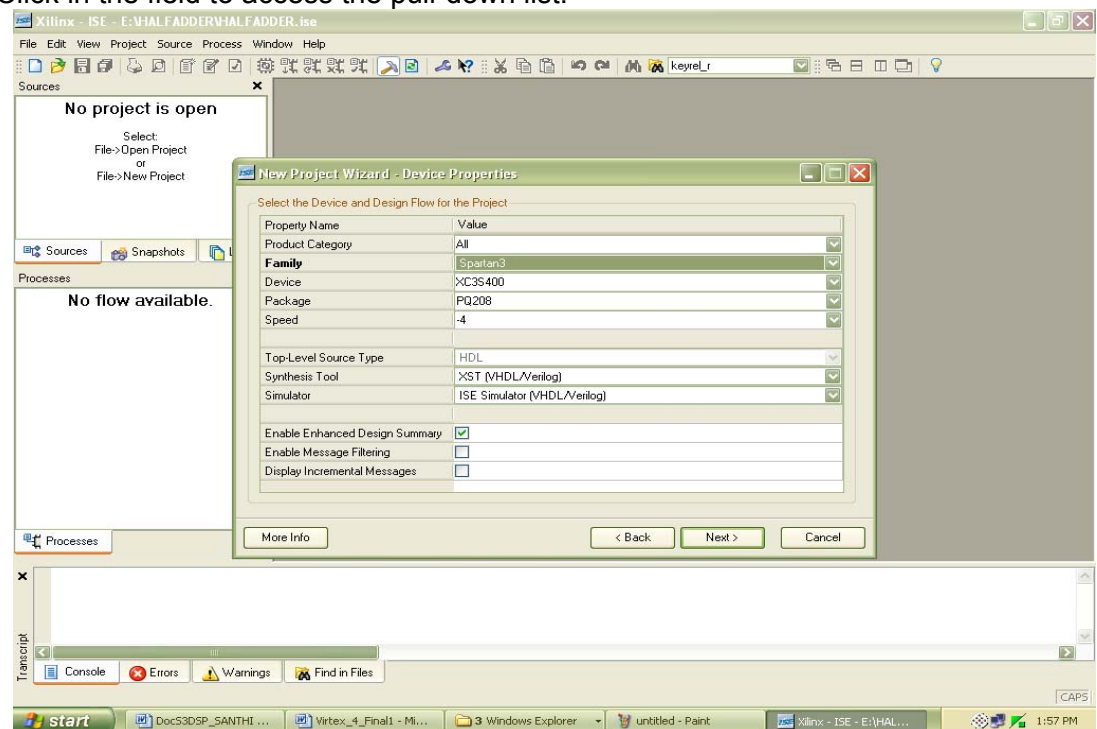 Click in the field to access the pull-down list.
Xilinx - ISE - E:\HALFADDER\HALFADDER.ise
File Edit View Project Source Process Window Help
keyrel_r
Sources
No project is open
Select:
File->Open Project
or
File->New Project
Sources Snapshots
Processes
No flow available.
Processes
New Project Wizard - Device Properties
Select the Device and Design Flow for the Project
Property Name Value
Product Category All
Family Spartan3
Device XC3S400
Package PQ208
Speed -4
Top-Level Source Type HDL
Synthesis Tool XST (VHDL/Verilog)
Simulator ISE Simulator (VHDL/Verilog)
Enable Enhanced Design Summary
Enable Message Filtering
Display Incremental Messages
More Info < Back Next > Cancel
Transcript
Console Errors Warnings Find in Files
CAPS
start DocS3DSP_SANTHI ... Virtex_4_Final1 - Mi... 3 Windows Explorer untitled - Paint Xilinx - ISE - E:\HAL... 1:57 PM